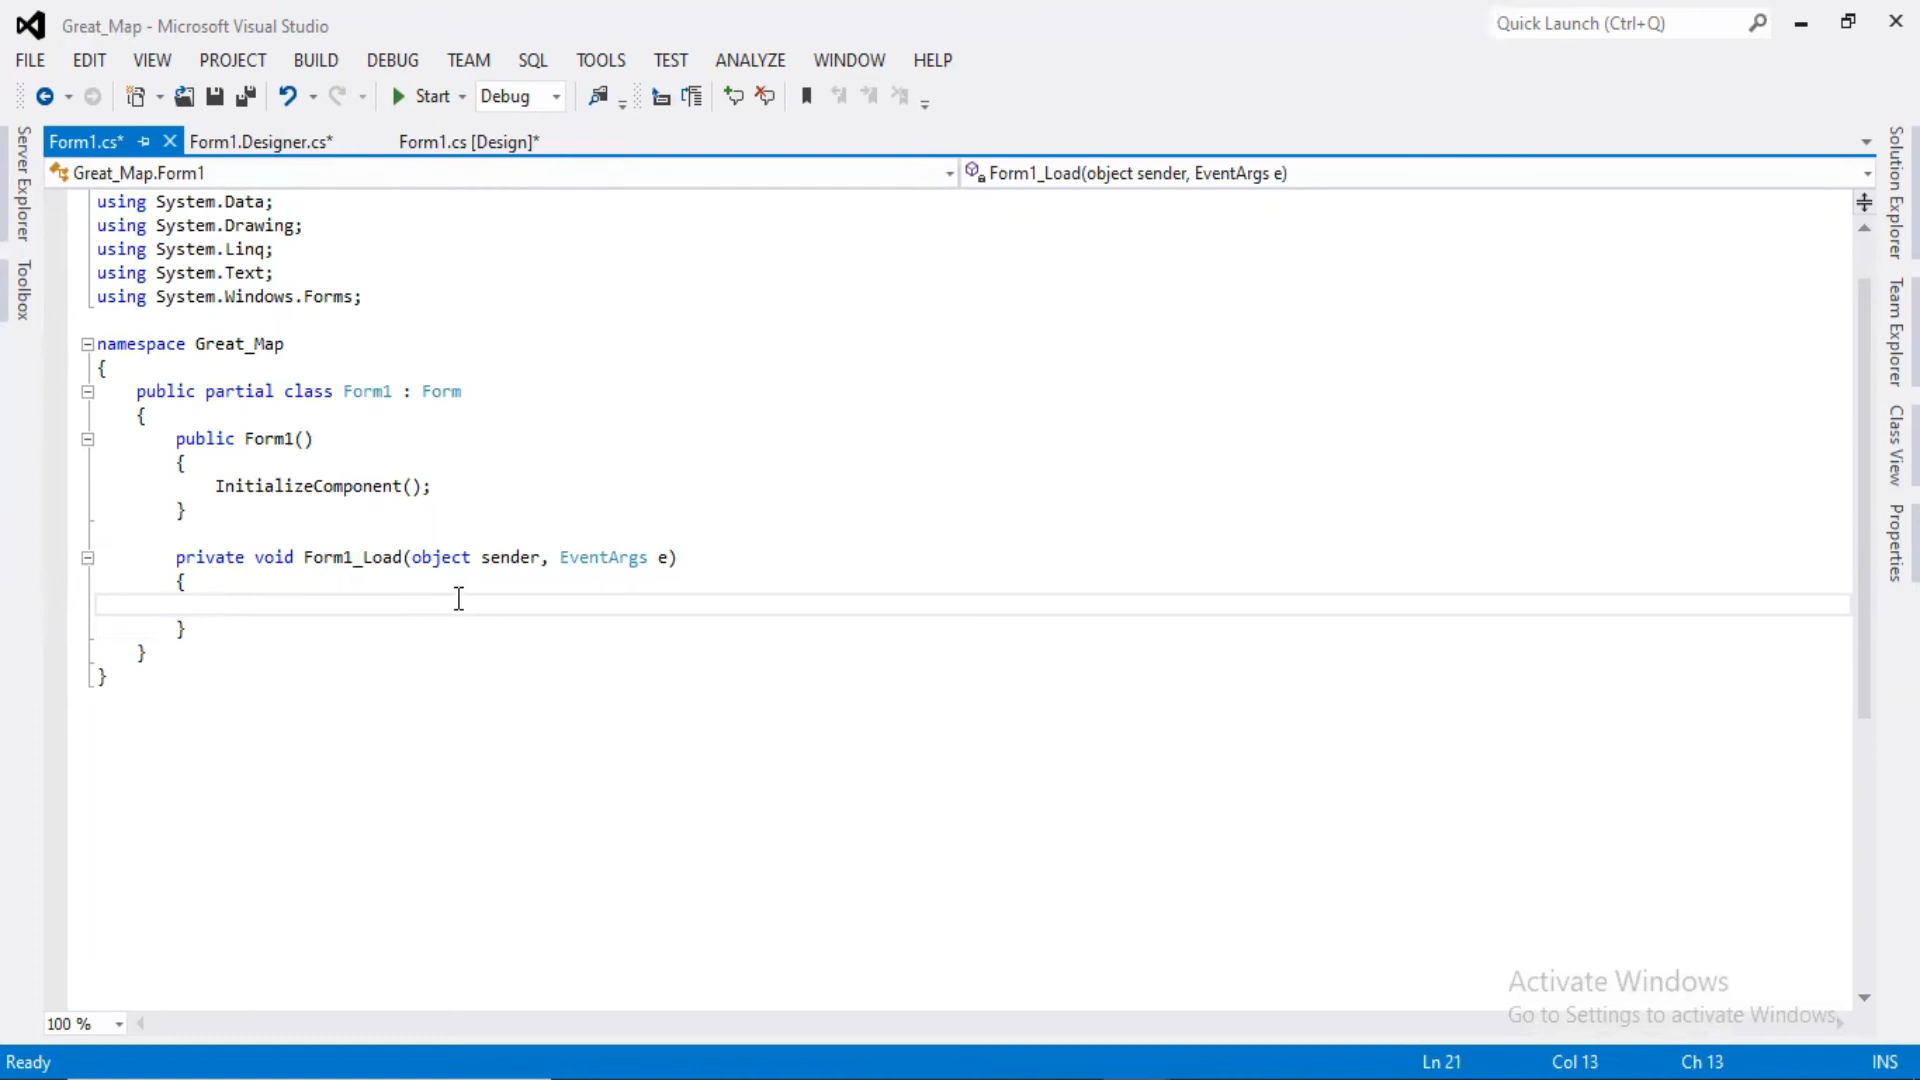 Great_Map - Microsoft Visual Studio
Quick Launch (Ctrl+Q)
FILE EDIT VIEW PROJECT BUILD DEBUG TEAM SQL TOOLS TEST ANALYZE WINDOW HELP
Start Debug
Form1.cs* Form1.Designer.cs* Form1.cs [Design]*
Great_Map.Form1 Form1_Load(object sender, EventArgs e)
Server Explorer
Toolbox
using System.Data;
using System.Drawing;
using System.Linq;
using System.Text;
using System.Windows.Forms;
namespace Great_Map
{
public partial class Form1 : Form
{
public Form1()
{
InitializeComponent();
}
private void Form1_Load(object sender, EventArgs e)
{
}
}
}
Solution Explorer
Team Explorer
Class View
Properties
Activate Windows
Go to Settings to activate Windows.
100 %
Ready Ln 21 Col 13 Ch 13 INS